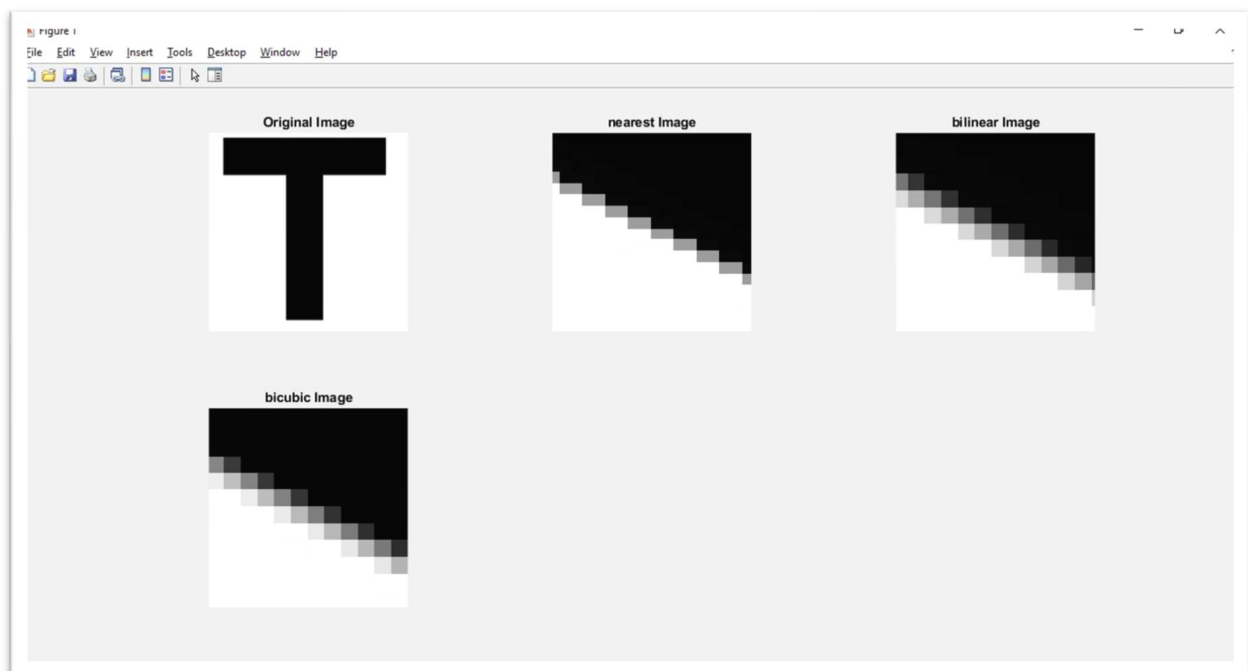 Figure 1
File Edit View Insert Tools Desktop Window Help
Original Image
nearest Image
bilinear Image
T
bicubic Image